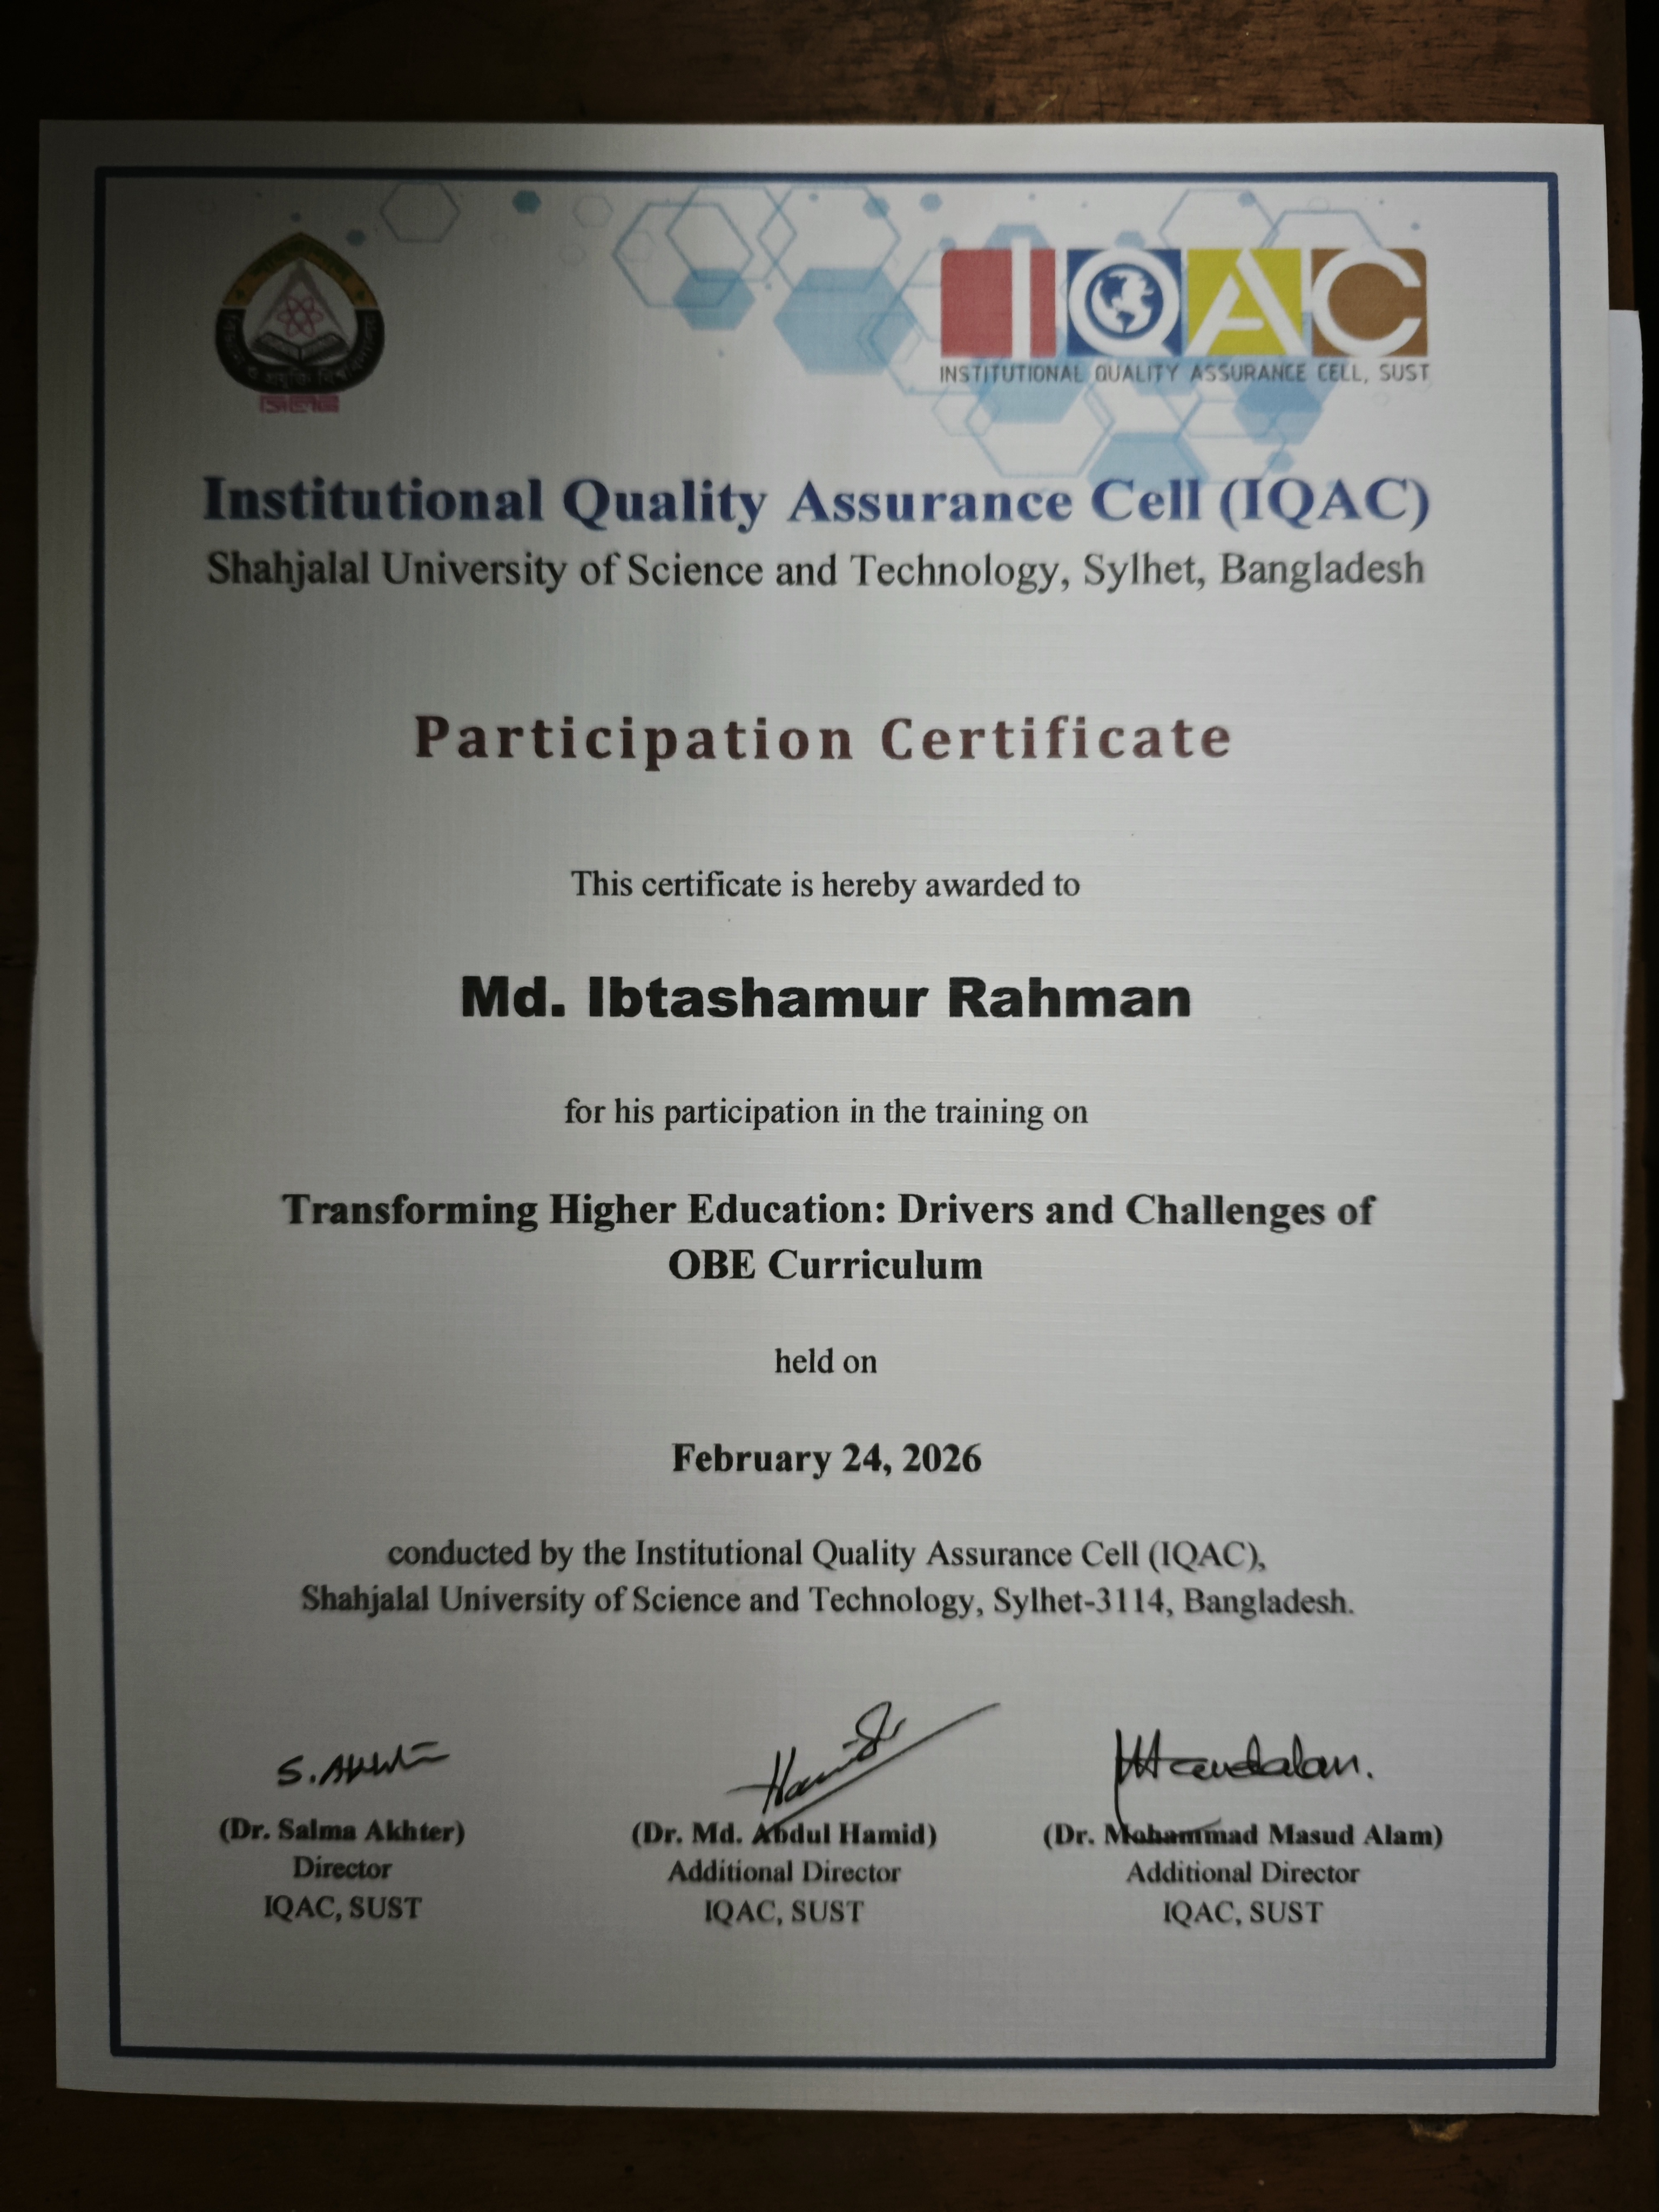 IQAC
INSTITUTIONAL QUALITY ASSURANCE CELL, SUST
Institutional Quality Assurance Cell (IQAC)
Shahjalal University of Science and Technology, Sylhet, Bangladesh
Participation Certificate
This certificate is hereby awarded to
Md. Ibtashamur Rahman
for his participation in the training on
Transforming Higher Education: Drivers and Challenges of
OBE Curriculum
held on
February 24, 2026
conducted by the Institutional Quality Assurance Cell (IQAC),
Shahjalal University of Science and Technology, Sylhet-3114, Bangladesh.
(Dr. Salma Akhter) (Dr. Md. Abdul Hamid) (Dr. Mohammad Masud Alam)
Director Additional Director Additional Director
IQAC, SUST IQAC, SUST IQAC, SUST